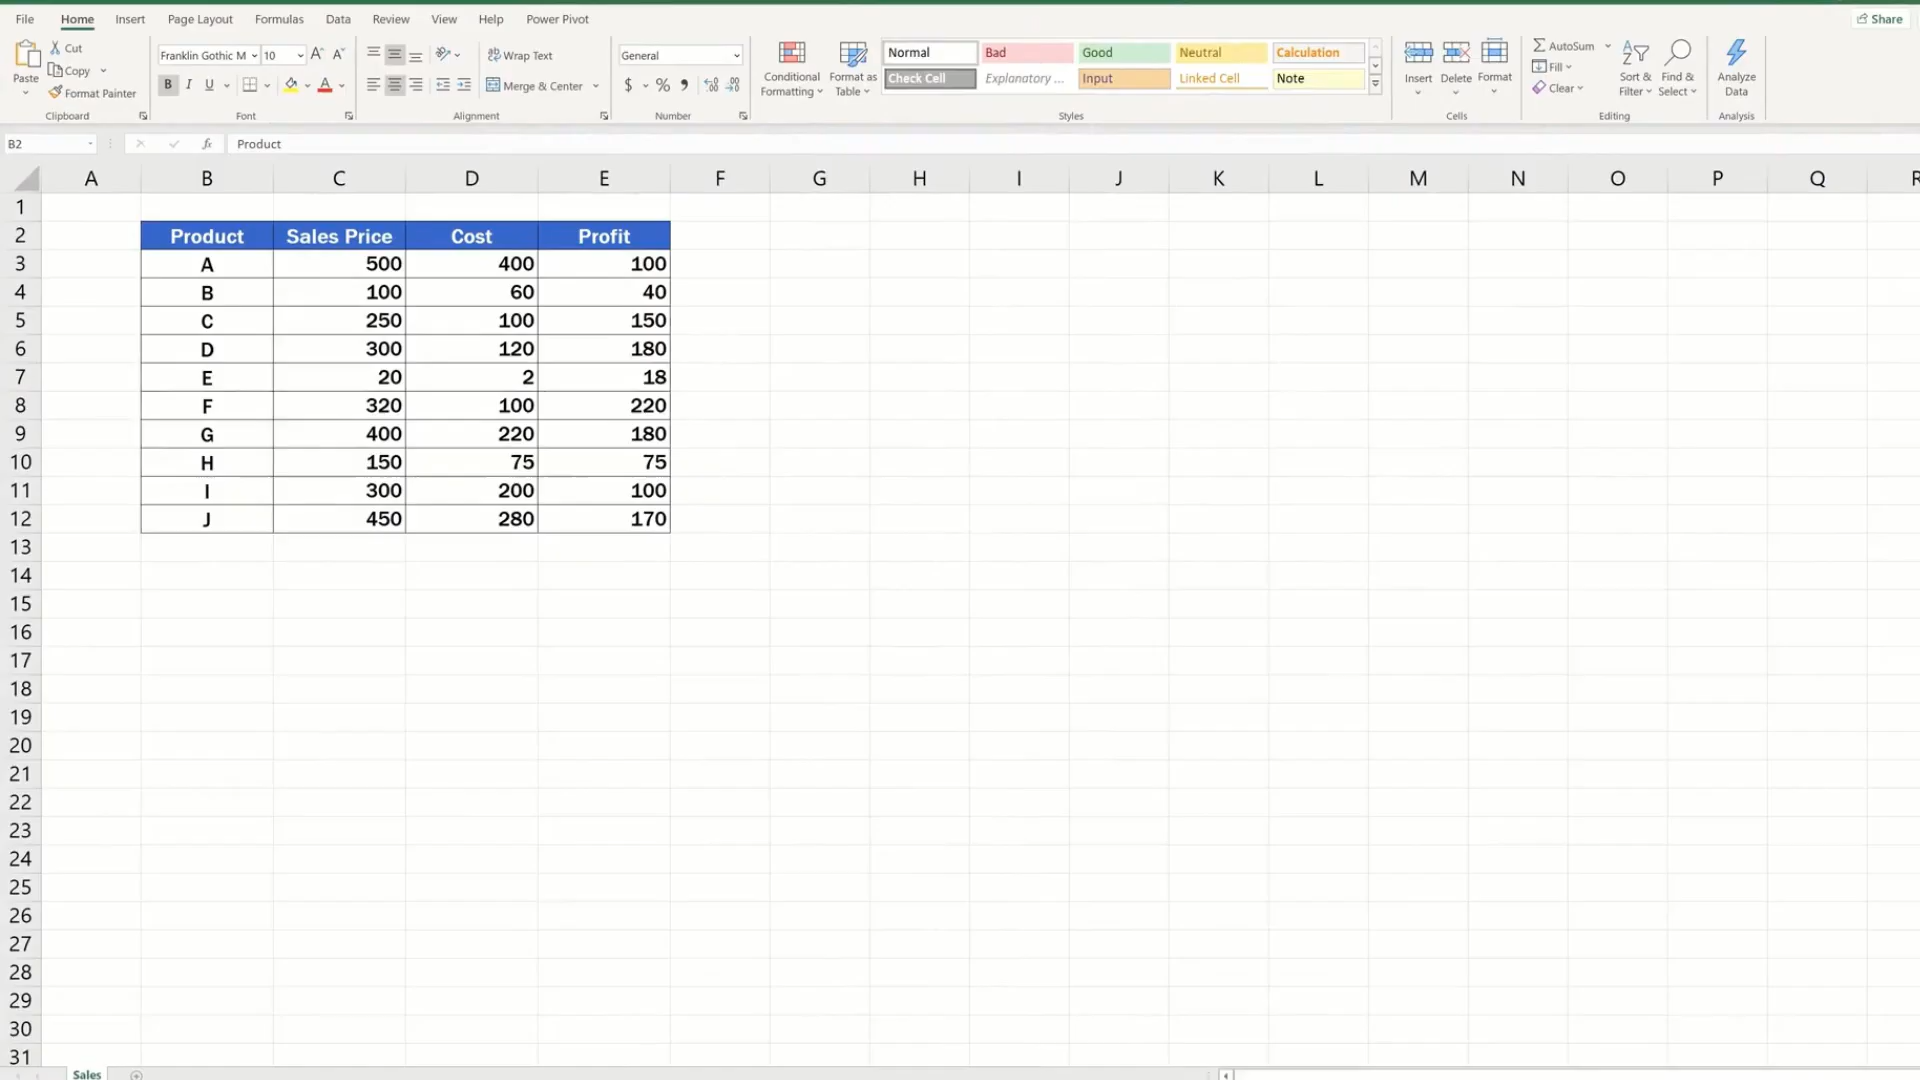 File Home Insert Page Layout Formulas Data Review View Help Power Pivot Share
Paste Cut Copy Format Painter Clipboard
Franklin Gothic M 10 A A B I U A Font
Wrap Text Merge & Center Alignment
General $ % Number
Conditional Formatting Format as Table
Normal Bad Good Neutral Calculation
Check Cell Explanatory ... Input Linked Cell Note
Styles
Insert Delete Format Cells
AutoSum Fill Clear Sort & Filter Find & Select Editing
Analyze Data Analysis
B2 fx Product
A B C D E F G H I J K L M N O P Q R
1
2 Product Sales Price Cost Profit
3 A 500 400 100
4 B 100 60 40
5 C 250 100 150
6 D 300 120 180
7 E 20 2 18
8 F 320 100 220
9 G 400 220 180
10 H 150 75 75
11 I 300 200 100
12 J 450 280 170
13
14
15
16
17
18
19
20
21
22
23
24
25
26
27
28
29
30
31
Sales